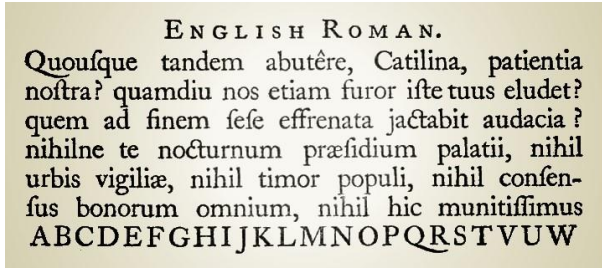 ENGLISH ROMAN.
Quouſque tandem abutêre, Catilina, patientia
noſtra? quamdiu nos etiam furor iſte tuus eludet?
quem ad finem ſeſe effrenata jactabit audacia?
nihilne te nocturnum præſidium palatii, nihil
urbis vigiliæ, nihil timor populi, nihil conſen-
ſus bonorum omnium, nihil hic munitiſſimus
ABCDEFGHIJKLMNOPQRSTVUW